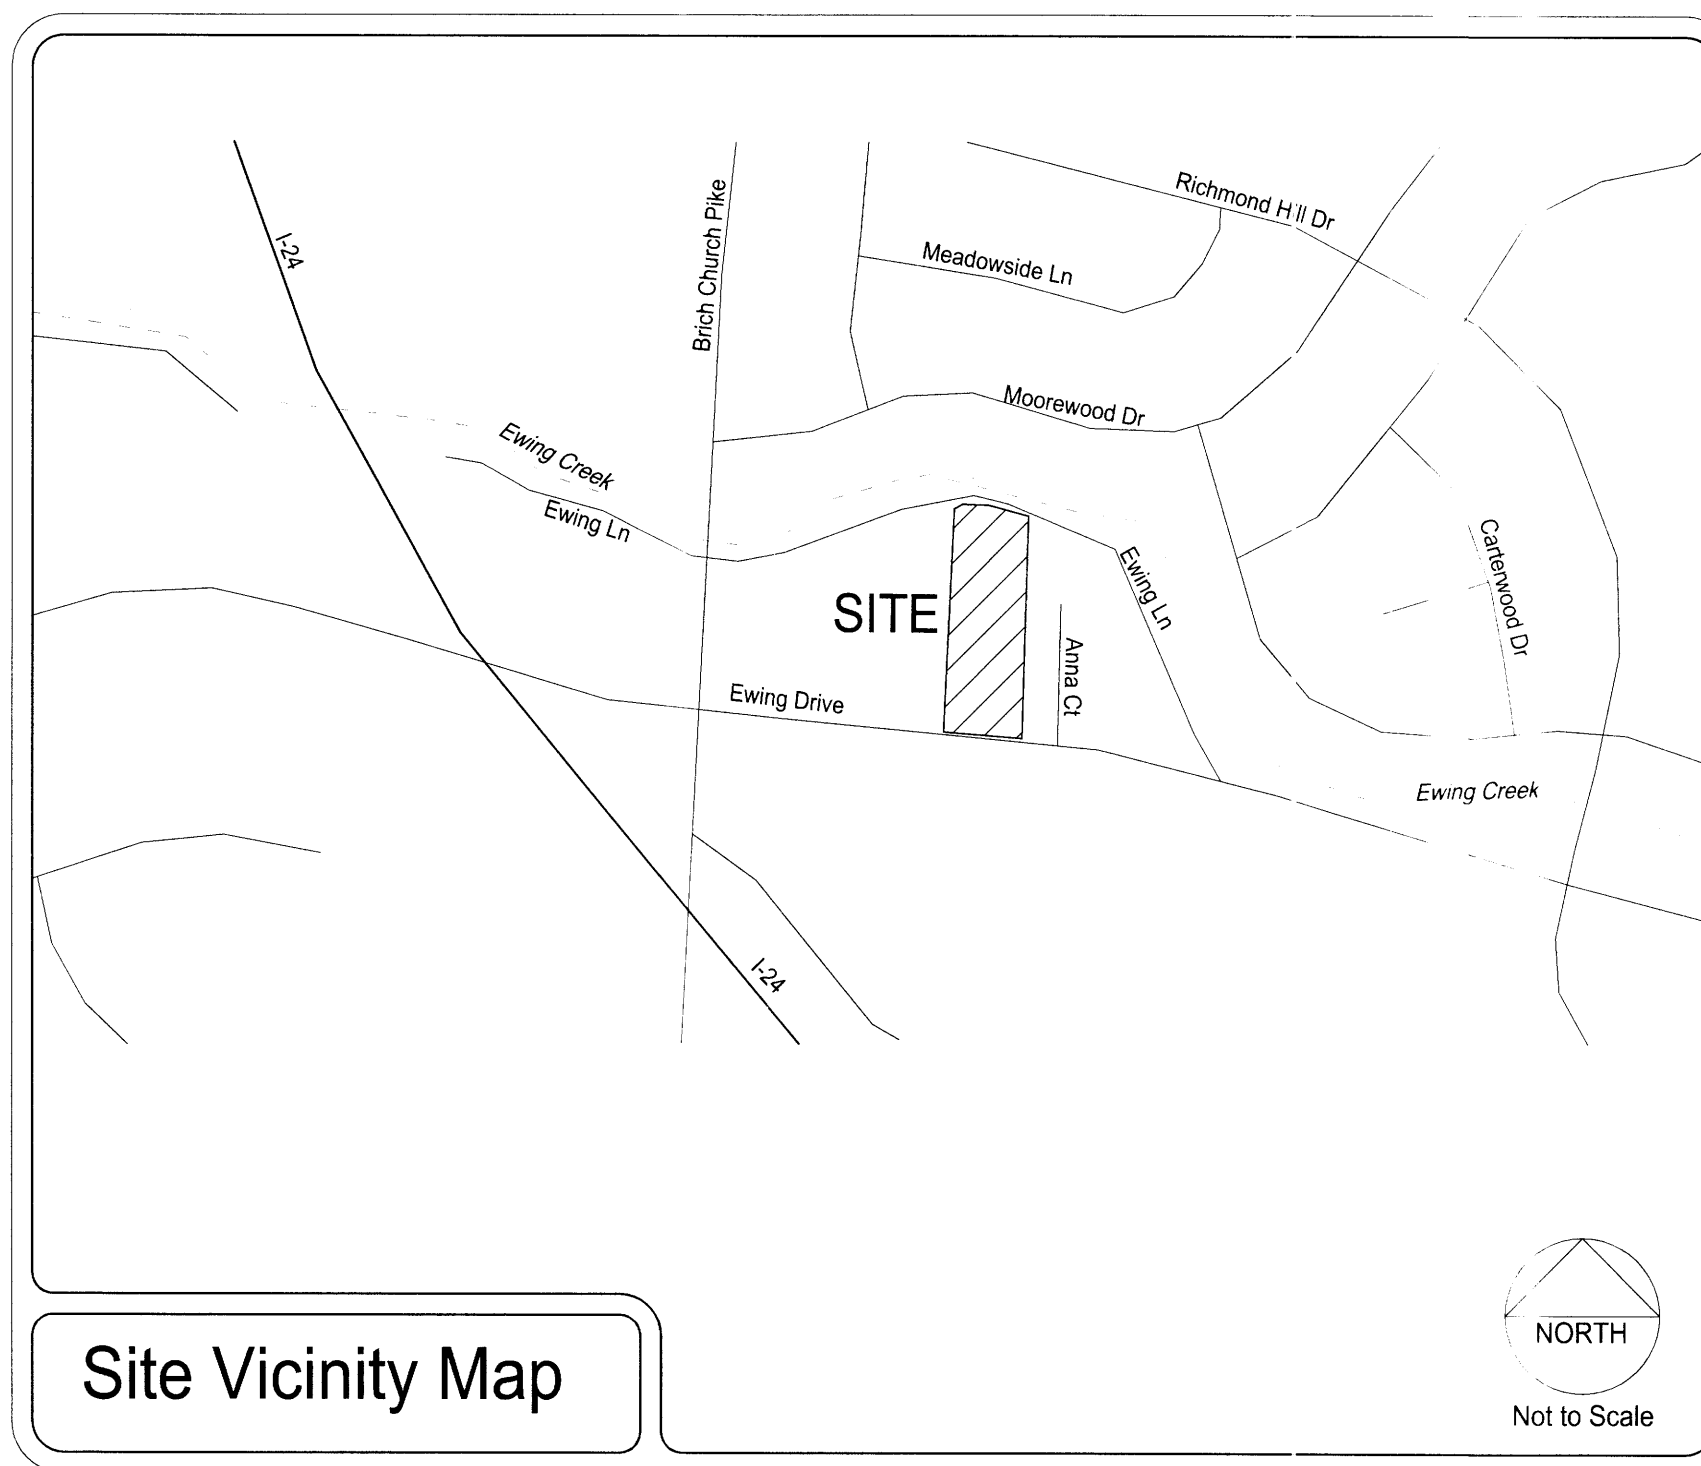 Richmond Hill Dr
Brich Church Pike
I-24
Meadowside Ln
Moorewood Dr
Ewing Creek
Ewing Ln
Carterwood Dr
Ewing Ln
SITE
Anna Ct
Ewing Drive
Ewing Creek
I-24
NORTH
Site Vicinity Map
Not to Scale